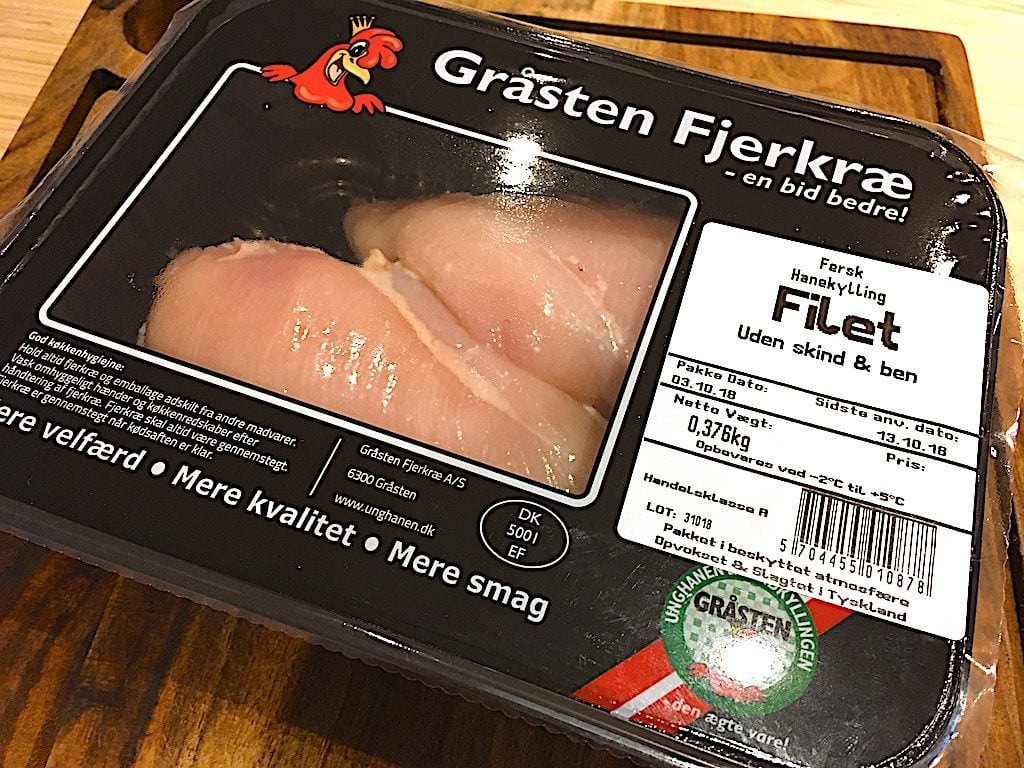 Gråsten Fjerkræ
- en bid bedre!
Fersk
Hanekylling
Filet
Uden skind & ben
Pakke Dato:
03.10.18
Sidste anv. dato:
13.10.18
Netto Vægt:
0,376kg
Pris:
Opbevares ved -2°C til +5°C
Handelsklasse A
LOT: 31018
5 704455 010878
Pakket i beskyttet atmosfære
Opvokset & Slagtet i Tyskland
God køkkenhygiejne:
Hold altid fjerkræ og emballage adskilt fra andre madvarer.
Vask omhyggeligt hænder og køkkenredskaber efter
håndtering af fjerkræ. Fjerkræ skal altid være gennemstegt.
fjerkræ er gennemstegt når kødsaften er klar.
Gråsten Fjerkræ A/S
6300 Gråsten
www.unghanen.dk
DK
5001
EF
velfærd • Mere kvalitet • Mere smag
GRÅSTEN
- den ægte vare!